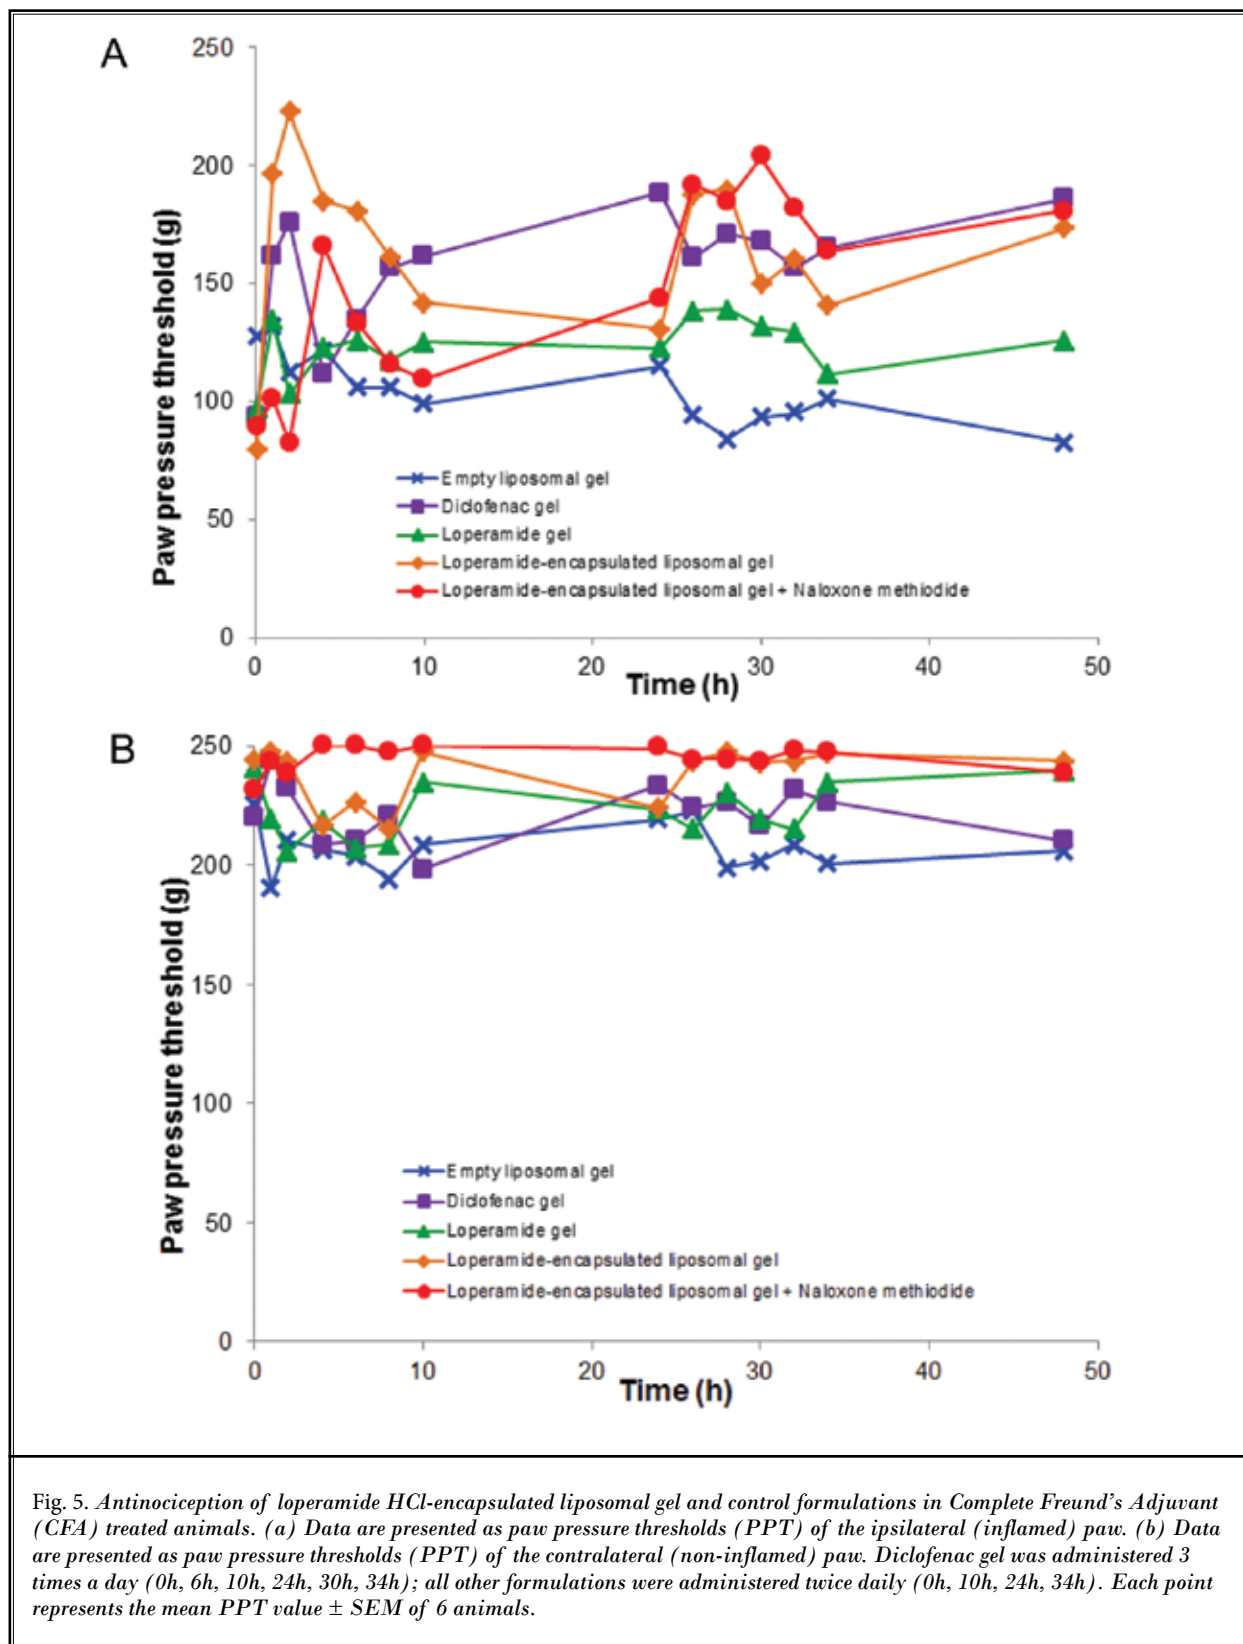 A
250
200
150
100
50
0
Paw pressure threshold (g)
Empty liposomal gel
Diclofenac gel
Loperamide gel
Loperamide-encapsulated liposomal gel
Loperamide-encapsulated liposomal gel + Naloxone methiodide
0 10 20 30 40 50
Time (h)
B
250
200
150
100
50
0
Paw pressure threshold (g)
Empty liposomal gel
Diclofenac gel
Loperamide gel
Loperamide-encapsulated liposomal gel
Loperamide-encapsulated liposomal gel + Naloxone methiodide
0 10 20 30 40 50
Time (h)
Fig. 5. Antinociception of loperamide HCl-encapsulated liposomal gel and control formulations in Complete Freund's Adjuvant
(CFA) treated animals. (a) Data are presented as paw pressure thresholds (PPT) of the ipsilateral (inflamed) paw. (b) Data
are presented as paw pressure thresholds (PPT) of the contralateral (non-inflamed) paw. Diclofenac gel was administered 3
times a day (0h, 6h, 10h, 24h, 30h, 34h); all other formulations were administered twice daily (0h, 10h, 24h, 34h). Each point
represents the mean PPT value ± SEM of 6 animals.